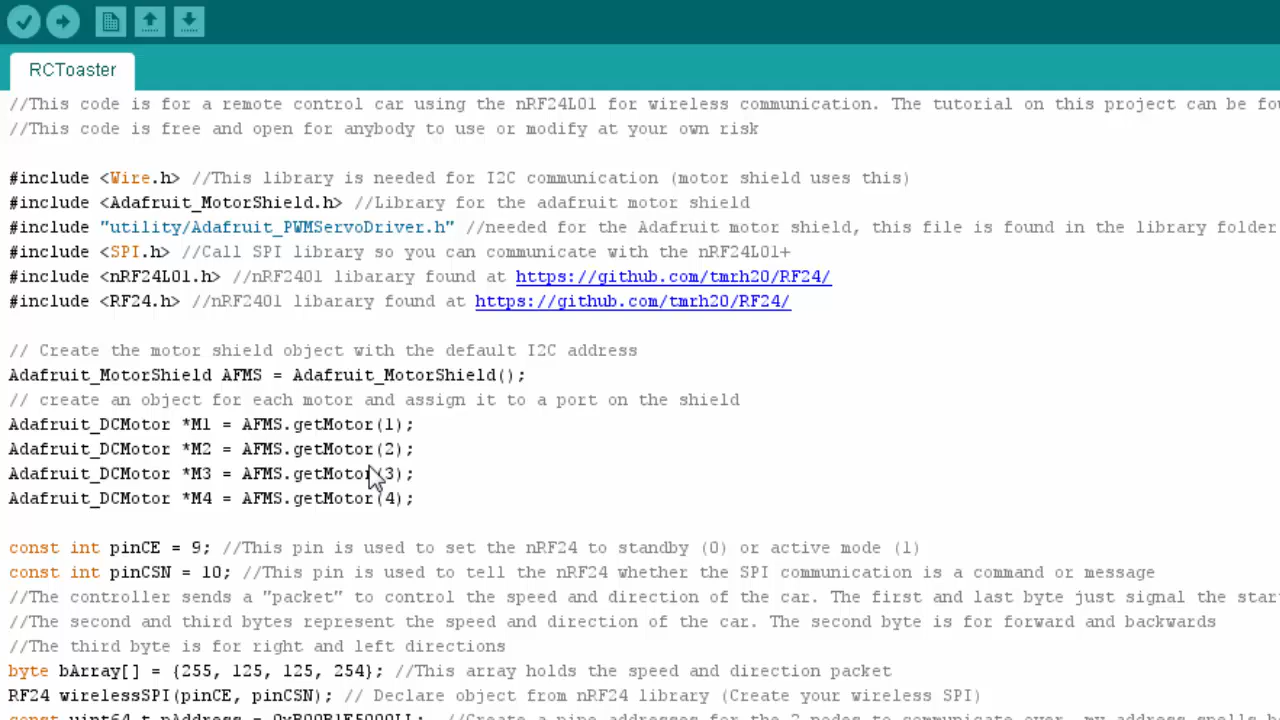 RCToaster
//This code is for a remote control car using the nRF24L01 for wireless communication. The tutorial on this project can be
//This code is free and open for anybody to use or modify at your own risk
#include <Wire.h> //This library is needed for I2C communication (motor shield uses this)
#include <Adafruit_MotorShield.h> //Library for the adafruit motor shield
#include "utility/Adafruit_PWMServoDriver.h" //needed for the Adafruit motor shield, this file is found in the library folder
#include <SPI.h> //Call SPI library so you can communicate with the nRF24L01+
#include <nRF24L01.h> //nRF2401 libarary found at https://github.com/tmrh20/RF24/
#include <RF24.h> //nRF2401 libarary found at https://github.com/tmrh20/RF24/
// Create the motor shield object with the default I2C address
Adafruit_MotorShield AFMS = Adafruit_MotorShield();
// create an object for each motor and assign it to a port on the shield
Adafruit_DCMotor *M1 = AFMS.getMotor(1);
Adafruit_DCMotor *M2 = AFMS.getMotor(2);
Adafruit_DCMotor *M3 = AFMS.getMotor(3);
Adafruit_DCMotor *M4 = AFMS.getMotor(4);
const int pinCE = 9; //This pin is used to set the nRF24 to standby (0) or active mode (1)
const int pinCSN = 10; //This pin is used to tell the nRF24 whether the SPI communication is a command or message
//The controller sends a "packet" to control the speed and direction of the car. The first and last byte just signal the
//The second and third bytes represent the speed and direction of the car. The second byte is for forward and backwards
//The third byte is for right and left directions
byte bArray[] = {255, 125, 125, 254}; //This array holds the speed and direction packet
RF24 wirelessSPI(pinCE, pinCSN); // Declare object from nRF24 library (Create your wireless SPI)